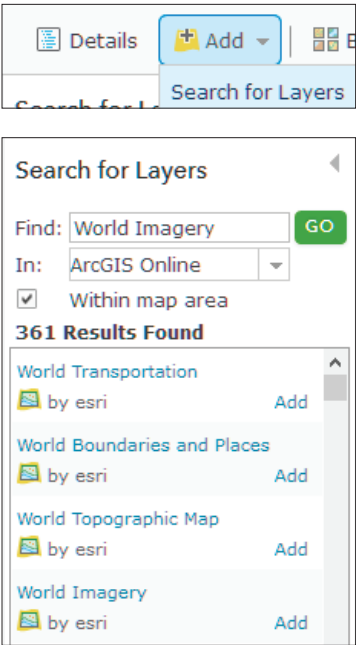 Details Add
Search for Layers
Search for Layers
Find: World Imagery GO
In: ArcGIS Online
Within map area
361 Results Found
World Transportation
by esri Add
World Boundaries and Places
by esri Add
World Topographic Map
by esri Add
World Imagery
by esri Add